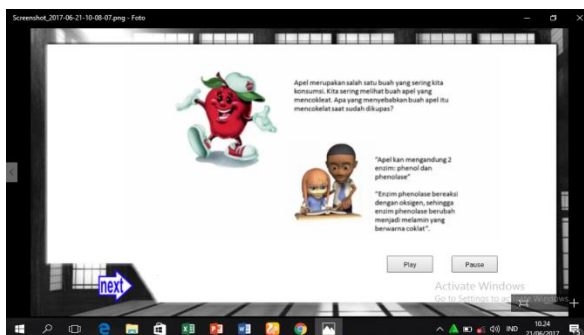 Screenshot_2017-06-21-10-08-07.png - Foto
Apel merupakan salah satu buah yang sering kita
konsumsi. Kita sering melihat buah apel yang
mencokleat. Apa yang menyebabkan buah apel itu
mencokelat saat sudah dikupas?
"Apel kan mengandung 2
enzim: phenol dan
phenolase"
"Enzim phenolase bereaksi
dengan oksigen, sehingga
enzim phenolase berubah
menjadi melamin yang
berwarna coklat".
Play
Pause
next
Activate Windows
Go to Settings to activate Windows.
IND
10.24
21/06/2017